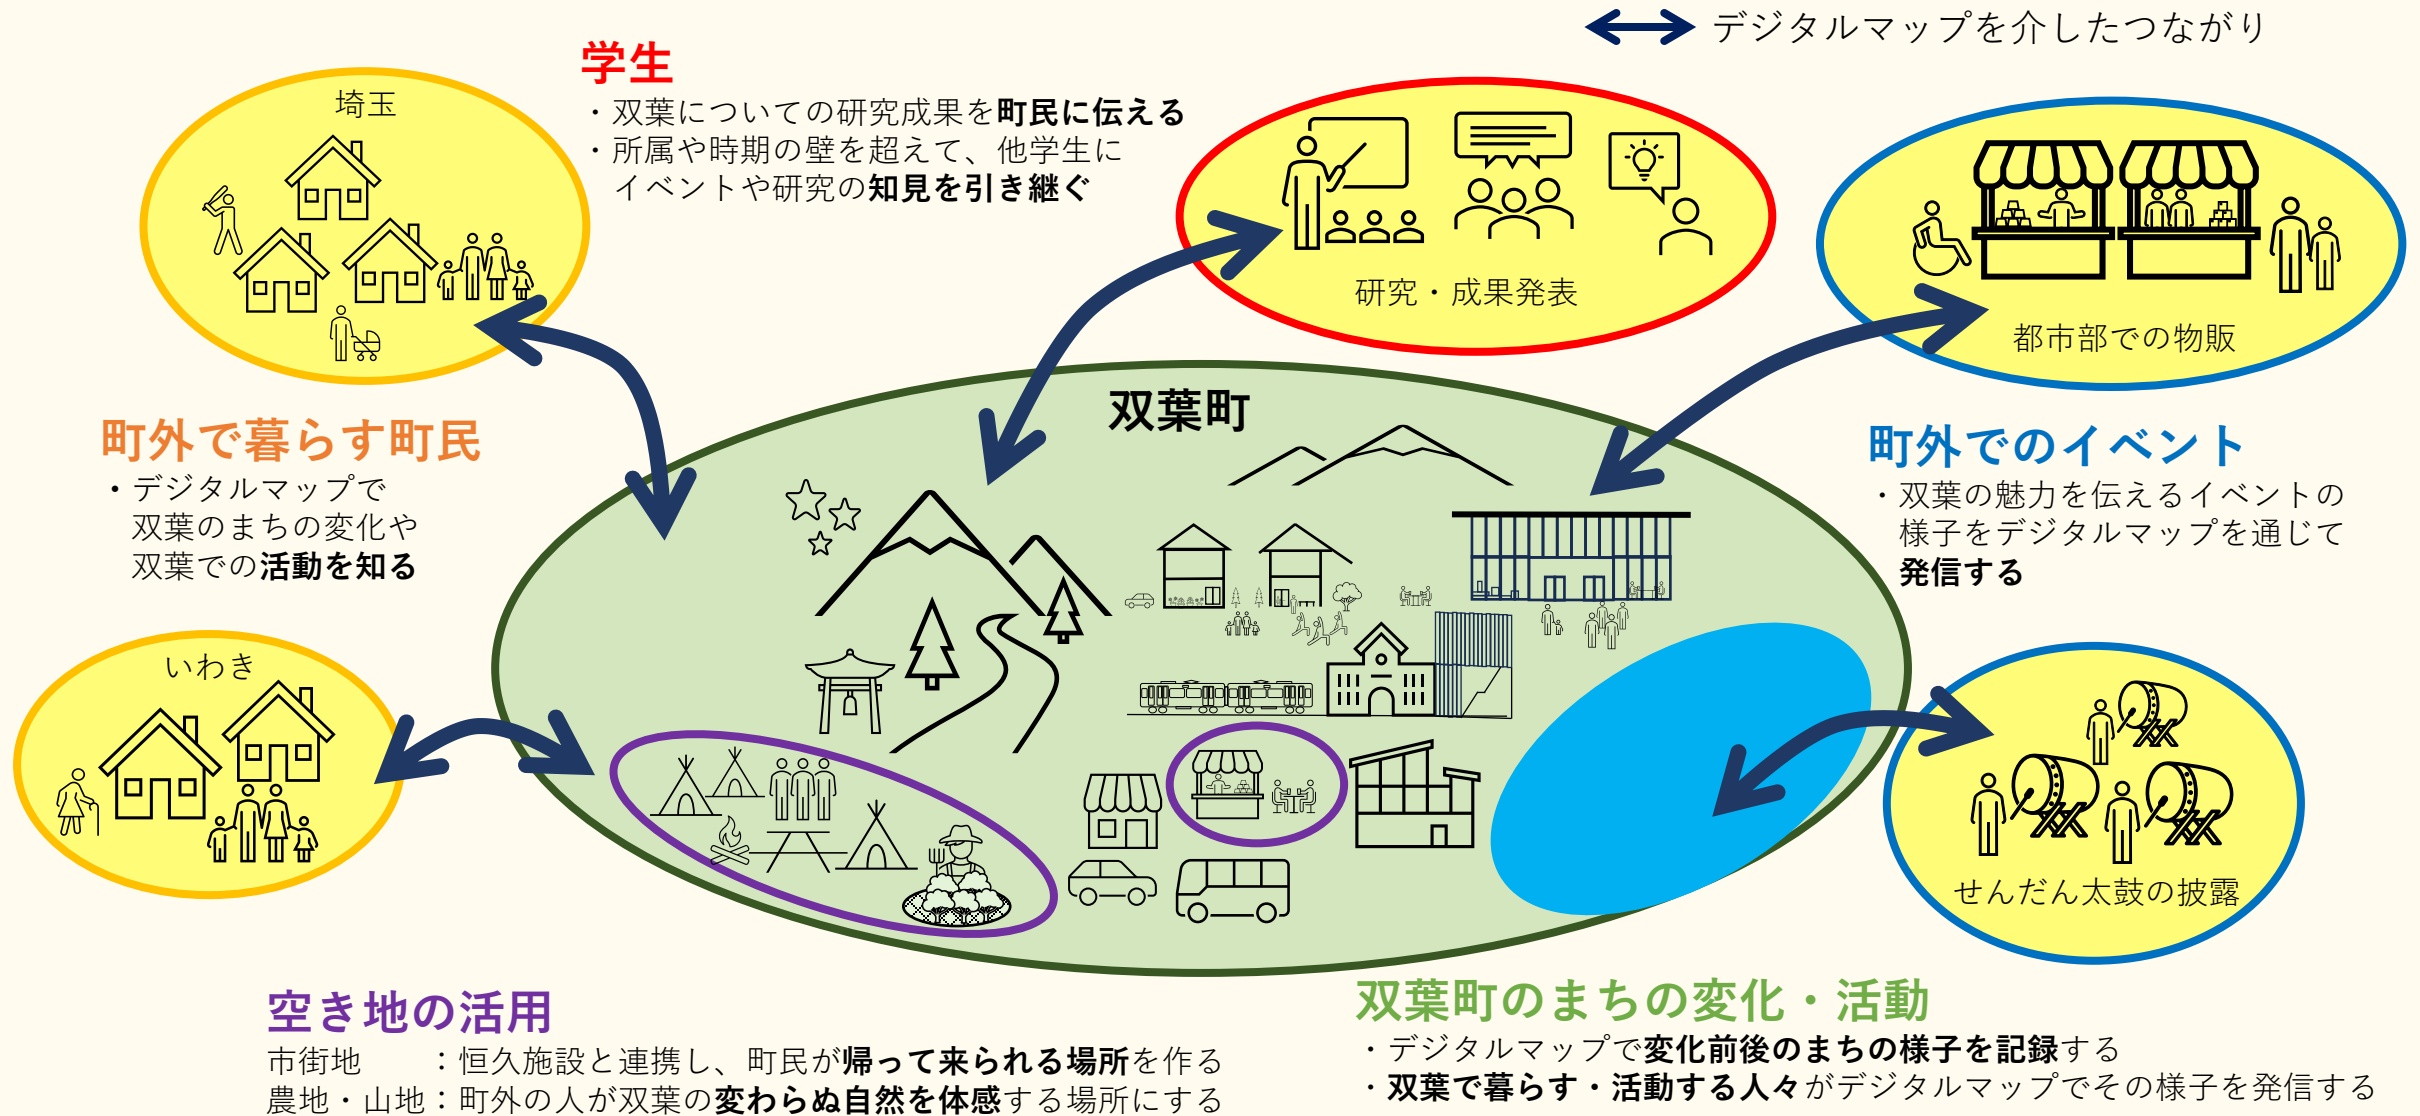 デジタルマップを介したつながり
学生
・双葉についての研究成果を町民に伝える
・所属や時期の壁を超えて、他学生に
イベントや研究の知見を引き継ぐ
埼玉
研究・成果発表
都市部での物販
双葉町
町外で暮らす町民
・デジタルマップで
双葉のまちの変化や
双葉での活動を知る
町外でのイベント
・双葉の魅力を伝えるイベントの
様子をデジタルマップを通じて
発信する
いわき
せんだん太鼓の披露
空き地の活用
市街地　　：恒久施設と連携し、町民が帰って来られる場所を作る
農地・山地：町外の人が双葉の変わらぬ自然を体感する場所にする
双葉町のまちの変化・活動
・デジタルマップで変化前後のまちの様子を記録する
・双葉で暮らす・活動する人々がデジタルマップでその様子を発信する